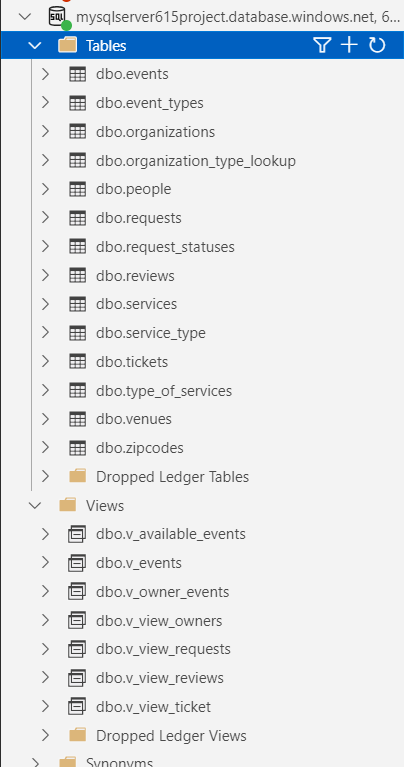 mysqlserver615project.database.windows.net, 6...
Tables
dbo.events
dbo.event_types
dbo.organizations
dbo.organization_type_lookup
dbo.people
dbo.requests
dbo.request_statuses
dbo.reviews
dbo.services
dbo.service_type
dbo.tickets
dbo.type_of_services
dbo.venues
dbo.zipcodes
Dropped Ledger Tables
Views
dbo.v_available_events
dbo.v_events
dbo.v_owner_events
dbo.v_view_owners
dbo.v_view_requests
dbo.v_view_reviews
dbo.v_view_ticket
Dropped Ledger Views
Synonyms